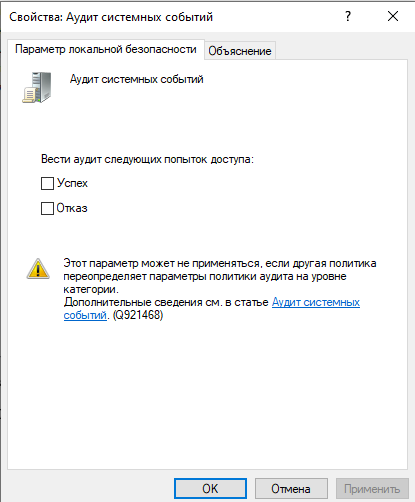 Свойства: Аудит системных событий
Параметр локальной безопасности
Объяснение
Аудит системных событий
Вести аудит следующих попыток доступа:
Успех
Отказ
Этот параметр может не применяться, если другая политика
переопределяет параметры политики аудита на уровне
категории.
Дополнительные сведения см. в статье Аудит системных
событий. (Q921468)
OK
Отмена
Применить